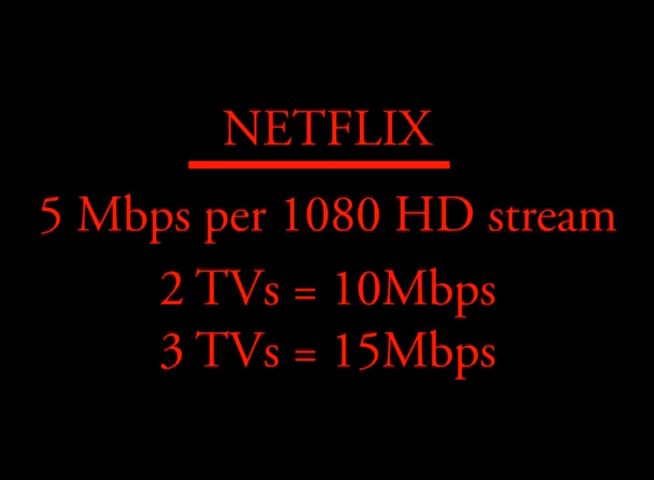 NETFLIX
5 Mbps per 1080 HD stream
2 TVs = 10Mbps
3 TVs = 15Mbps